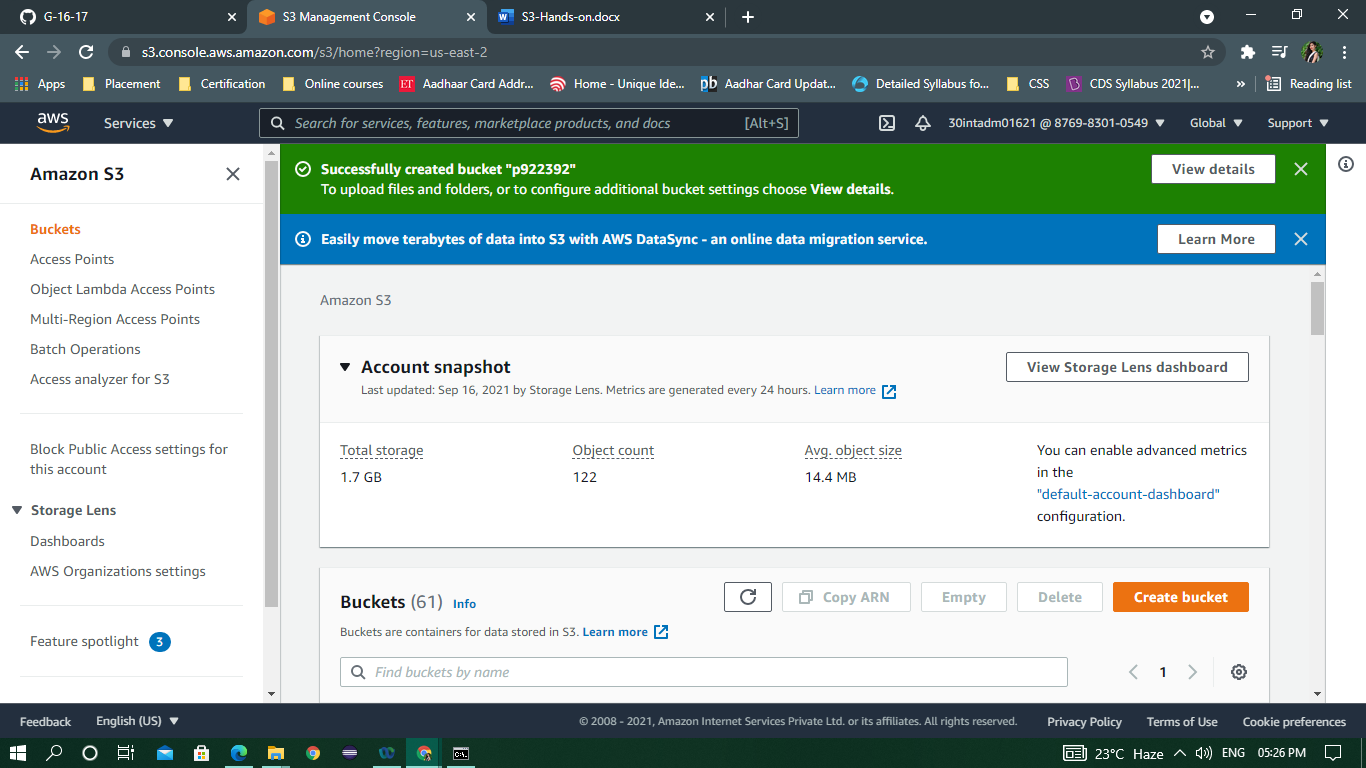 G-16-17
S3 Management Console
S3-Hands-on.docx
s3.console.aws.amazon.com/s3/home?region=us-east-2
Apps
Placement
Certification
Online courses
ET
Aadhaar Card Addr...
Home - Unique Ide...
pb
Aadhar Card Updat...
Detailed Syllabus fo...
CSS
CDS Syllabus 2021|...
»
Reading list
aws
Services
Search for services, features, marketplace products, and docs
[Alt+S]
30intadm01621 @ 8769-8301-0549
Global
Support
Amazon S3
Buckets
Access Points
Object Lambda Access Points
Multi-Region Access Points
Batch Operations
Access analyzer for S3
Block Public Access settings for
this account
Storage Lens
Dashboards
AWS Organizations settings
Feature spotlight 3
Successfully created bucket "p922392"
To upload files and folders, or to configure additional bucket settings choose View details.
View details
Easily move terabytes of data into S3 with AWS DataSync - an online data migration service.
Learn More
Amazon S3
Account snapshot
Last updated: Sep 16, 2021 by Storage Lens. Metrics are generated every 24 hours. Learn more
View Storage Lens dashboard
Total storage
1.7 GB
Object count
122
Avg. object size
14.4 MB
You can enable advanced metrics
in the
"default-account-dashboard"
configuration.
Buckets (61) Info
Copy ARN
Empty
Delete
Create bucket
Buckets are containers for data stored in S3. Learn more
Find buckets by name
1
Feedback
English (US)
© 2008 - 2021, Amazon Internet Services Private Ltd. or its affiliates. All rights reserved.
Privacy Policy
Terms of Use
Cookie preferences
23°C Haze
ENG
05:26 PM